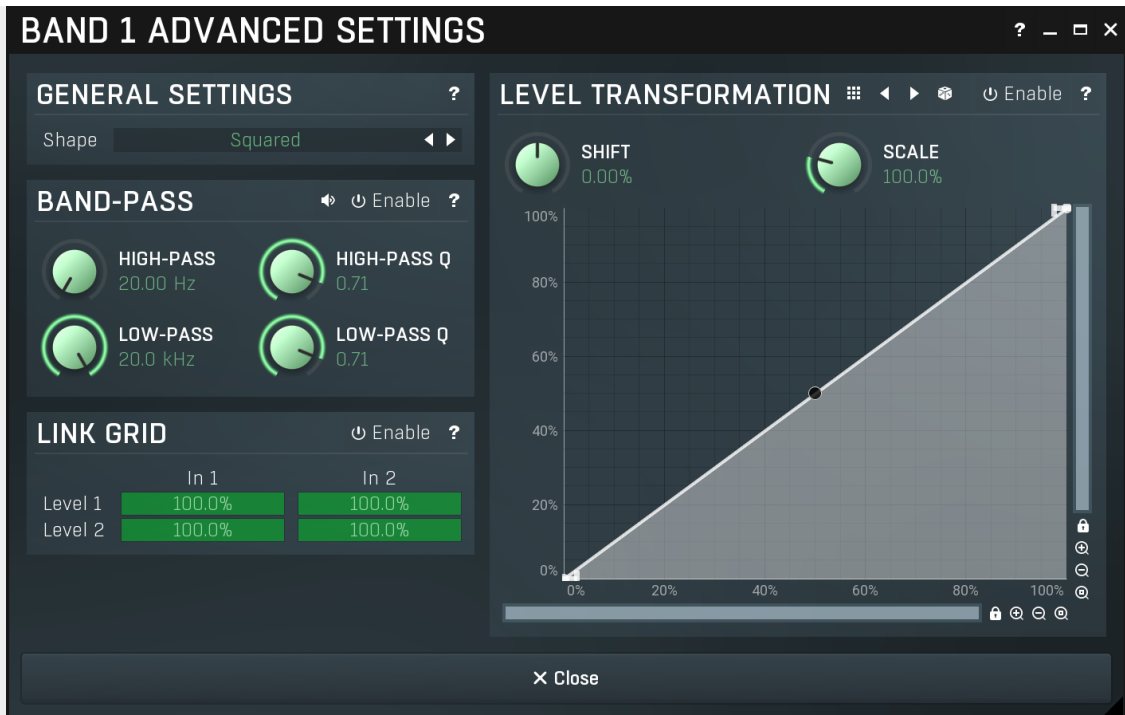 BAND 1 ADVANCED SETTINGS ?
GENERAL SETTINGS ?
Shape Squared
BAND-PASS Enable ?
HIGH-PASS
20.00 Hz
HIGH-PASS Q
0.71
LOW-PASS
20.0 kHz
LOW-PASS Q
0.71
LINK GRID Enable ?
In 1 In 2
Level 1 100.0% 100.0%
Level 2 100.0% 100.0%
LEVEL TRANSFORMATION Enable ?
SHIFT
0.00%
SCALE
100.0%
100%
80%
60%
40%
20%
0%
0% 20% 40% 60% 80% 100%
Close